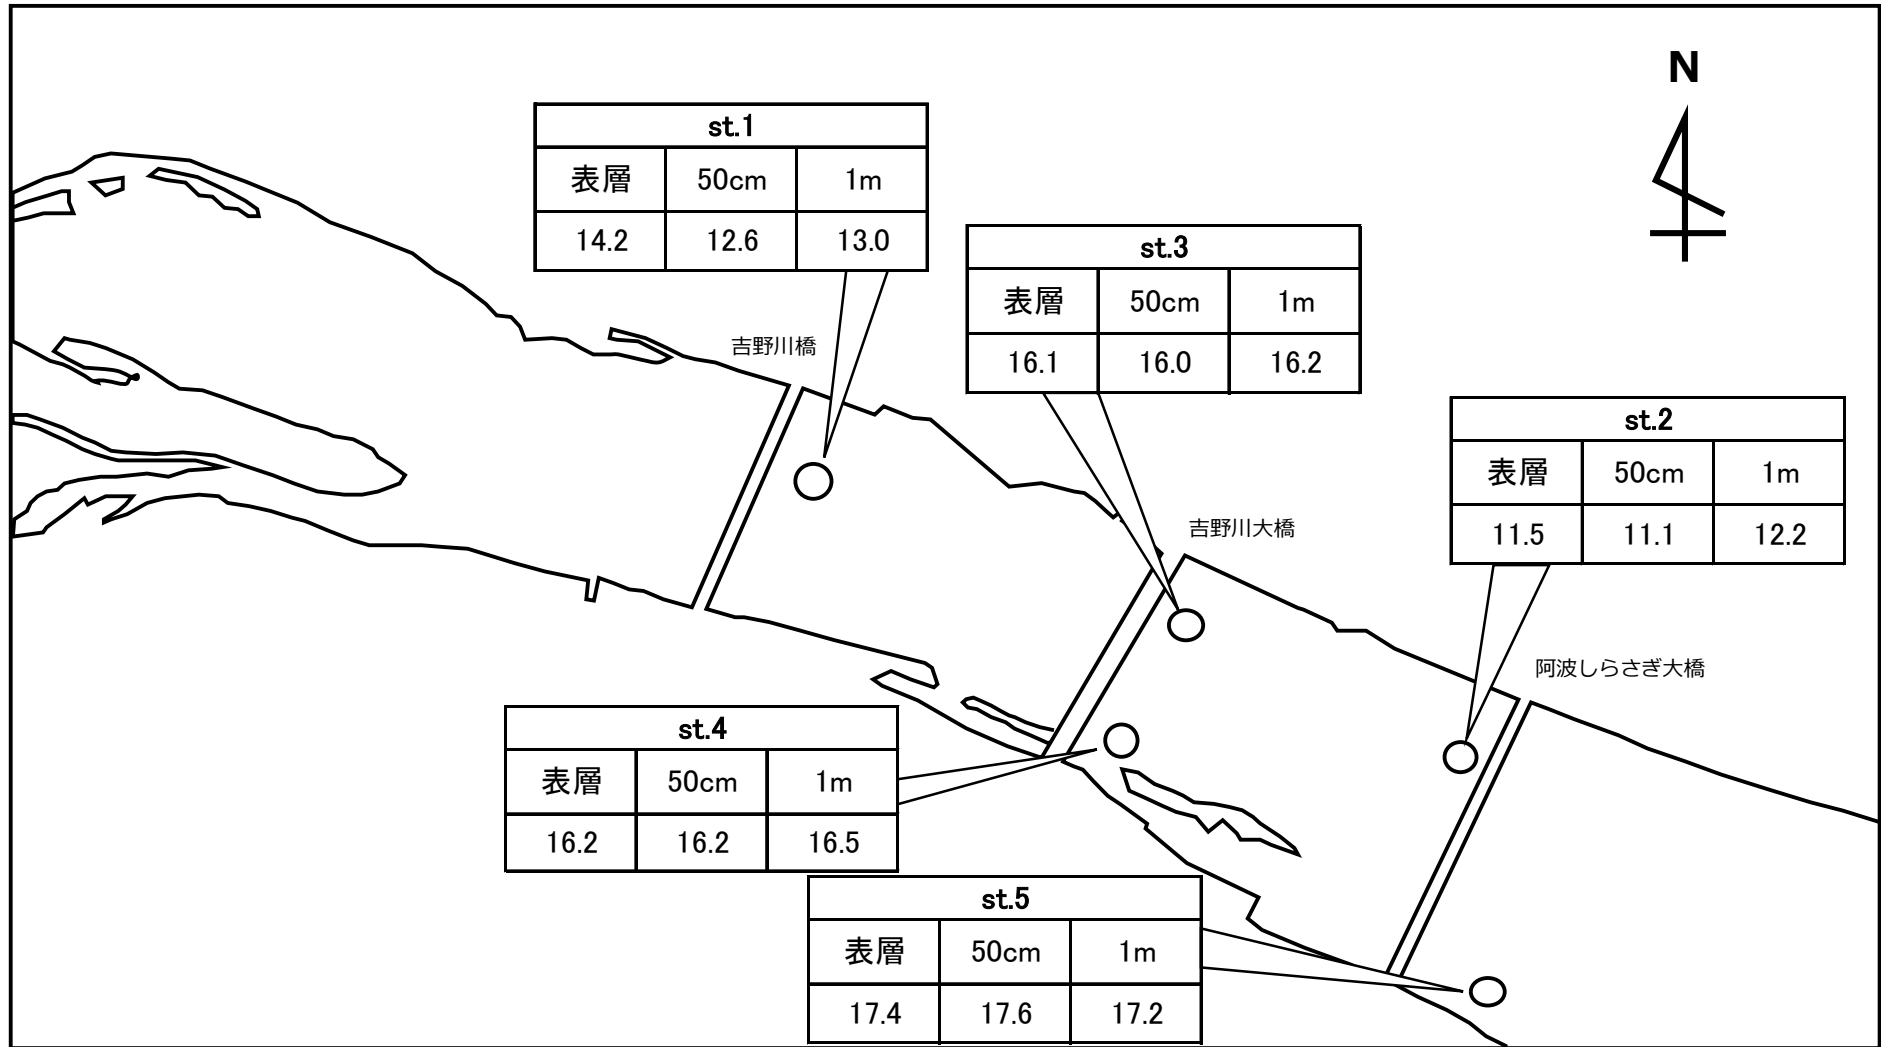 N
st.1
表層 50cm 1m
14.2 12.6 13.0
st.3
表層 50cm 1m
16.1 16.0 16.2
吉野川橋
st.2
表層 50cm 1m
11.5 11.1 12.2
吉野川大橋
阿波しらさぎ大橋
st.4
表層 50cm 1m
16.2 16.2 16.5
st.5
表層 50cm 1m
17.4 17.6 17.2